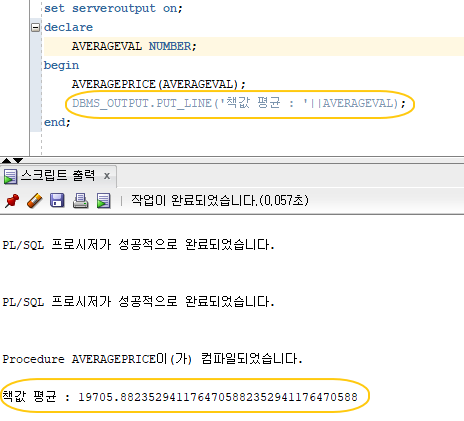 set serveroutput on;
declare
AVERAGEVAL NUMBER;
begin
AVERAGEPRICE(AVERAGEVAL);
DBMS_OUTPUT.PUT_LINE('책값 평균 : '||AVERAGEVAL);
end;
스크립트 출력 x
작업이 완료되었습니다.(0,057초)
PL/SQL 프로시저가 성공적으로 완료되었습니다.
PL/SQL 프로시저가 성공적으로 완료되었습니다.
Procedure AVERAGEPRICE이(가) 컴파일되었습니다.
책값 평균 : 19705.8823529411764705882352941176470588